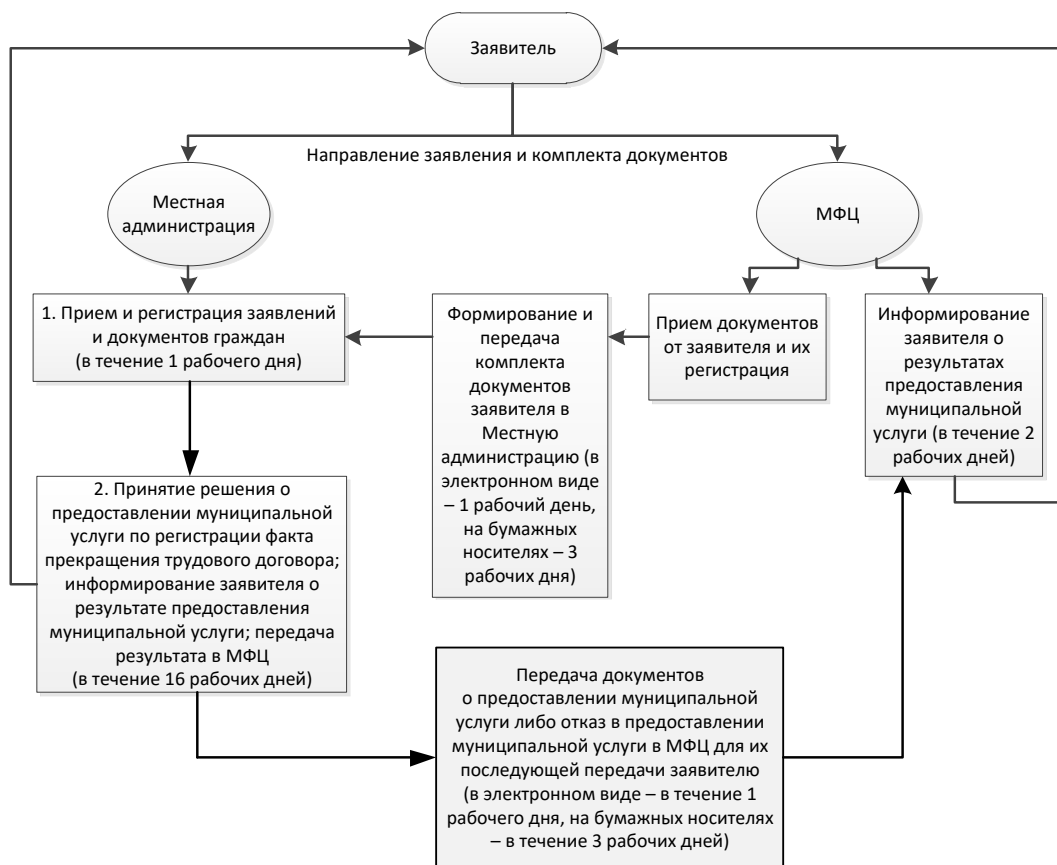 Заявитель
Направление заявления и комплекта документов
Местная
администрация
МФЦ
1. Прием и регистрация заявлений
и документов граждан
(в течение 1 рабочего дня)
Формирование и
передача
комплекта
документов
заявителя в
Местную
администрацию (в
электронном виде
– 1 рабочий день,
на бумажных
носителях – 3
рабочих дня)
Прием документов
от заявителя и их
регистрация
Информирование
заявителя о
результатах
предоставления
муниципальной
услуги (в течение 2
рабочих дней)
2. Принятие решения о
предоставлении муниципальной
услуги по регистрации факта
прекращения трудового договора;
информирование заявителя о
результате предоставления
муниципальной услуги; передача
результата в МФЦ
(в течение 16 рабочих дней)
Передача документов
о предоставлении муниципальной
услуги либо отказ в предоставлении
муниципальной услуги в МФЦ для их
последующей передачи заявителю
(в электронном виде – в течение 1
рабочего дня, на бумажных носителях
– в течение 3 рабочих дней)